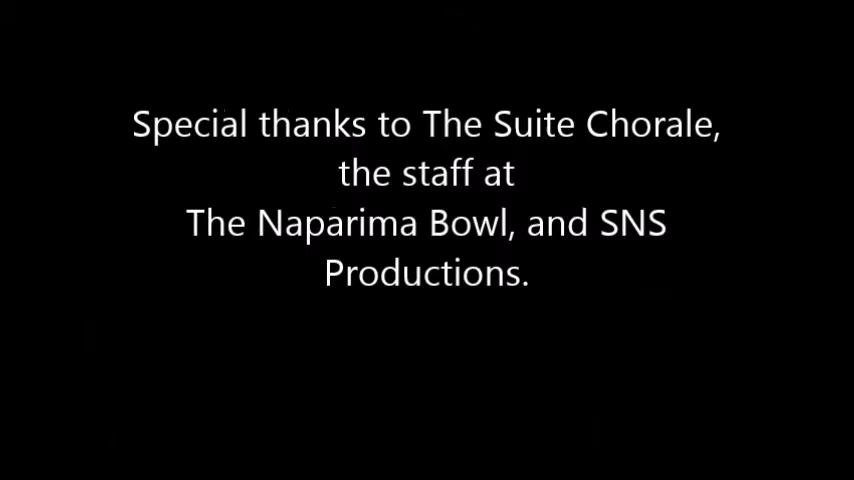 Special thanks to The Suite Chorale,
the staff at
The Naparima Bowl, and SNS
Productions.